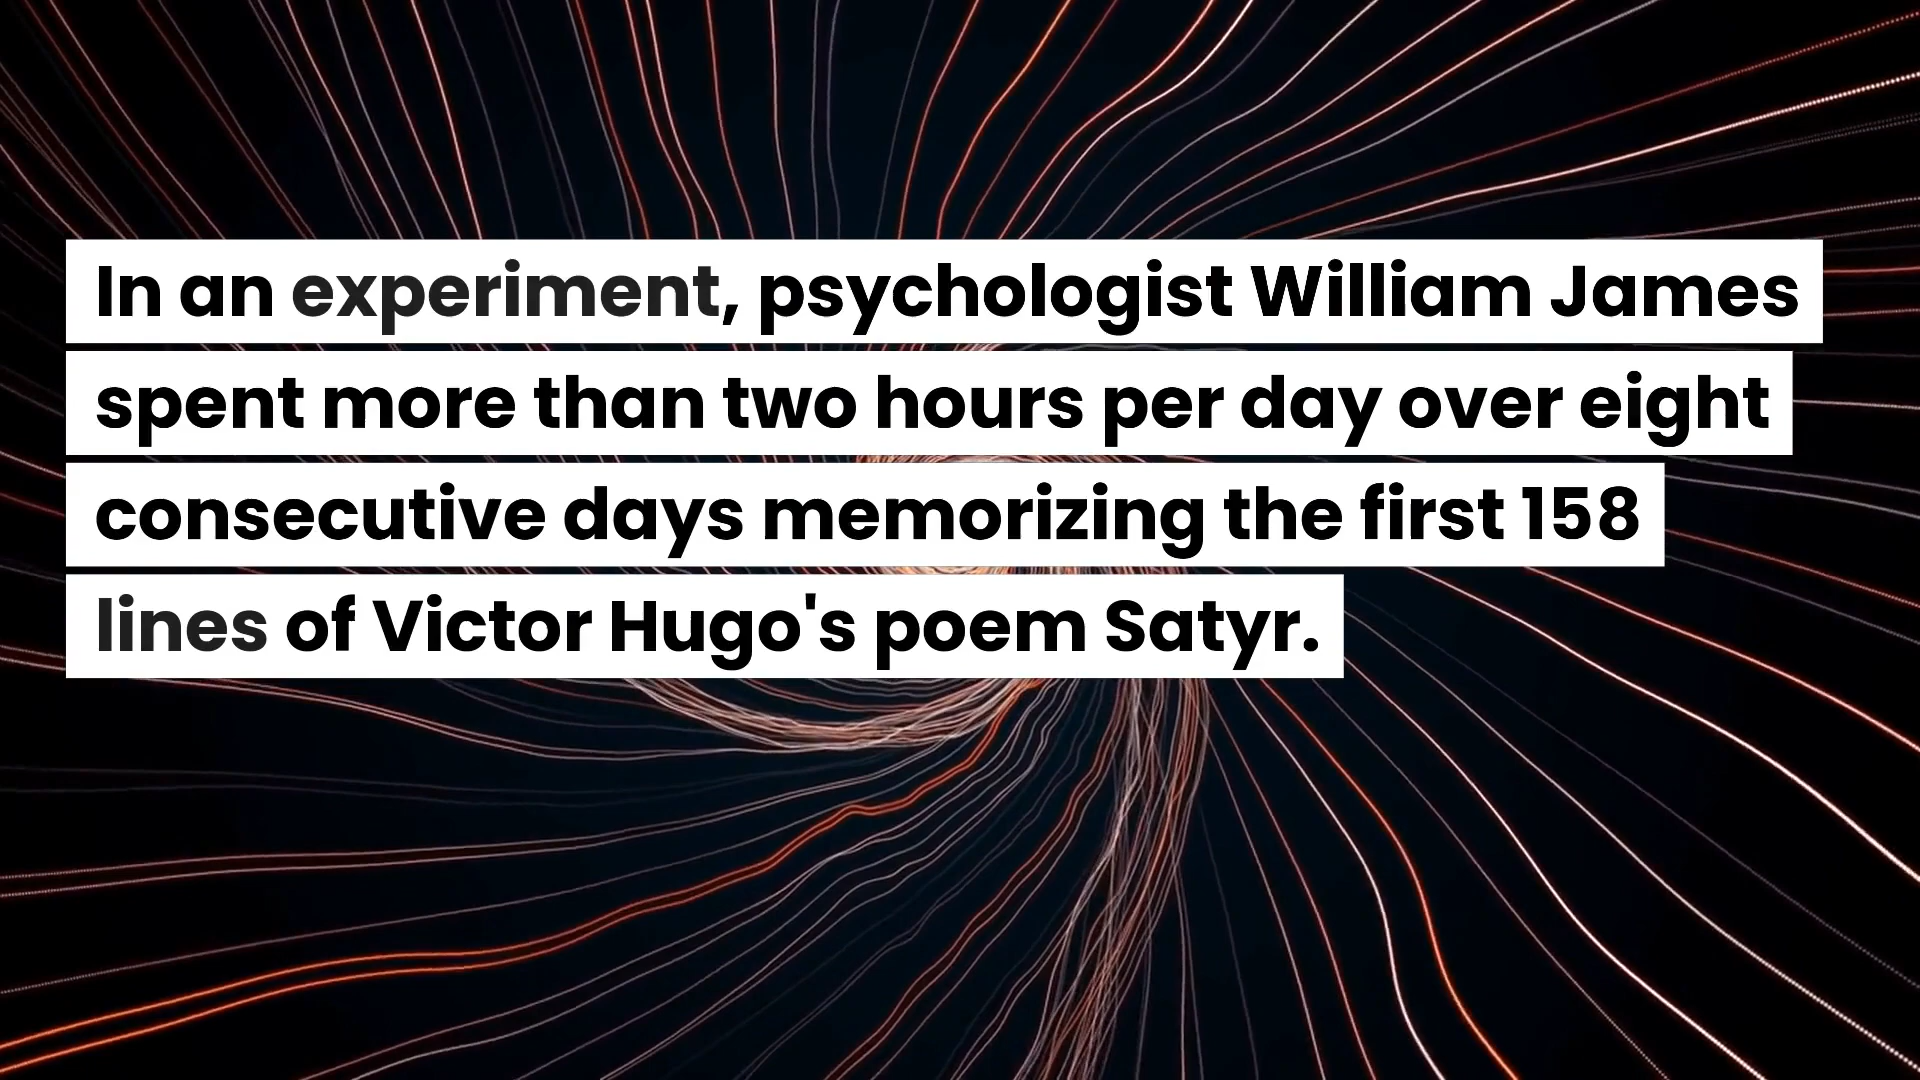 In an experiment, psychologist William James
spent more than two hours per day over eight
consecutive days memorizing the first 158
lines of Victor Hugo's poem Satyr.